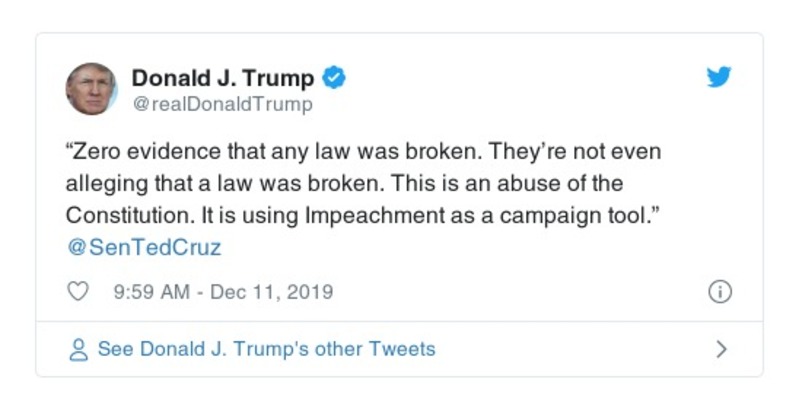 Donald J. Trump
@realDonaldTrump
“Zero evidence that any law was broken. They’re not even
alleging that a law was broken. This is an abuse of the
Constitution. It is using Impeachment as a campaign tool.”
@SenTedCruz
9:59 AM - Dec 11, 2019
See Donald J. Trump's other Tweets